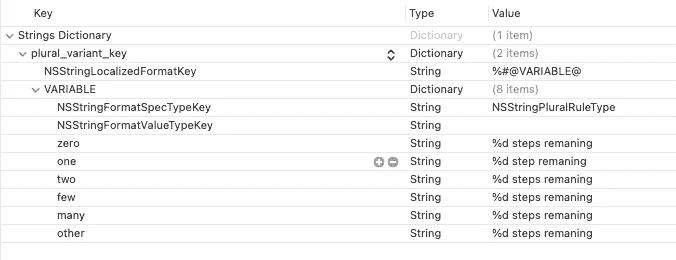 Key Type Value
Strings Dictionary Dictionary (1 item)
plural_variant_key Dictionary (2 items)
NSStringLocalizedFormatKey String %#@VARIABLE@
VARIABLE Dictionary (8 items)
NSStringFormatSpecTypeKey String NSStringPluralRuleType
NSStringFormatValueTypeKey String
zero String %d steps remaning
one String %d step remaning
two String %d steps remaning
few String %d steps remaning
many String %d steps remaning
other String %d steps remaning